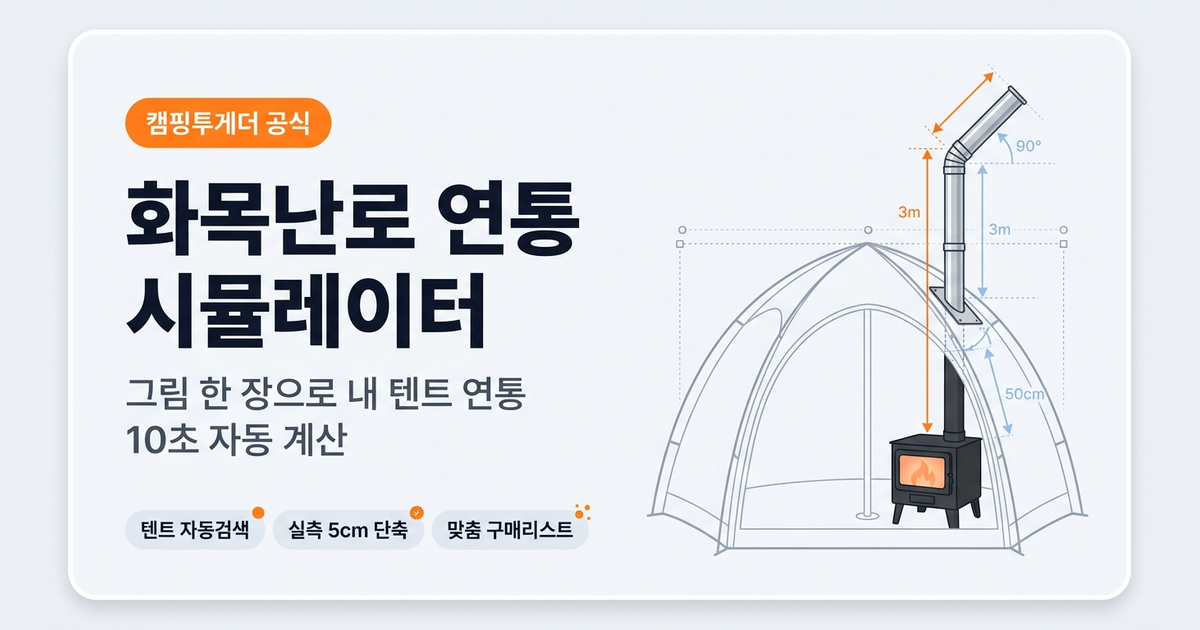 캠핑투게더 공식
화목난로 연통
시뮬레이터
그림 한 장으로 내 텐트 연통
10초 자동 계산
텐트 자동검색
실측 5cm 단축
맞춤 구매리스트
90°
3m
3m
50cm